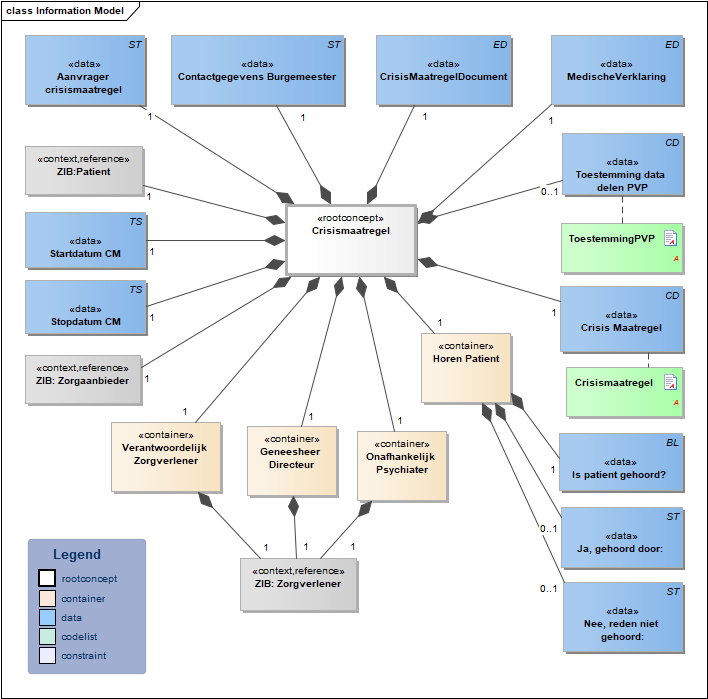 class Information Model
ST
«data»
Aanvrager
crisismaatregel
1
ST
«data»
Contactgegevens Burgemeester
1
ED
«data»
CrisisMaatregelDocument
1
ED
«data»
MedischeVerklaring
1
«context,reference»
ZIB:Patient
1
CD
«data»
Toestemming data
delen PVP
0..1
«rootconcept»
Crisismaatregel
TS
«data»
Startdatum CM
1
ToestemmingPVP
A
TS
«data»
Stopdatum CM
1
CD
«data»
Crisis Maatregel
1
«context,reference»
ZIB: Zorgaanbieder
1
«container»
Horen Patient
1
Crisismaatregel
A
«container»
Verantwoordelijk
Zorgverlener
1
«container»
Geneesheer
Directeur
1
«container»
Onafhankelijk
Psychiater
1
BL
«data»
Is patient gehoord?
1
ST
«data»
Ja, gehoord door:
0..1
«context,reference»
ZIB: Zorgverlener
1
1
1
ST
«data»
Nee, reden niet
gehoord:
0..1
Legend
rootconcept
container
data
codelist
constraint